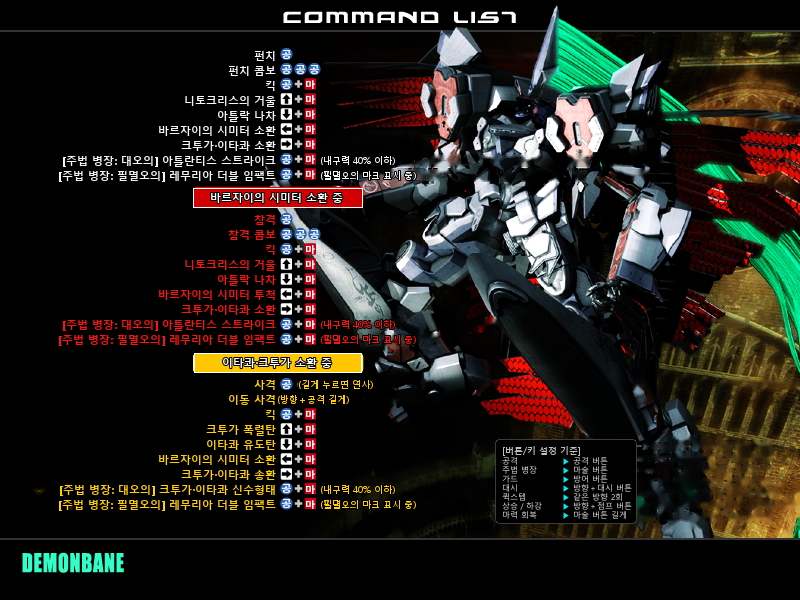 COMMAND LIST
펀치 공
펀치 콤보 공 공 공
킥 공 + 마
니토크리스의 거울 ⬆ + 마
아틀락 나챠 ⬇ + 마
바르자이의 시미터 소환 ⬅ + 마
크투가·이타콰 소환 ➡ + 마
[주법 병장: 대오의] 아틀란티스 스트라이크 공 + 마 (내구력 40% 이하)
[주법 병장: 필멸오의] 레무리아 더블 임팩트 공 + 마 (필멸오의 마크 표시 중)
바르자이의 시미터 소환 중
참격 공
참격 콤보 공 공 공
킥 공 + 마
니토크리스의 거울 ⬆ + 마
아틀락 나챠 ⬇ + 마
바르자이의 시미터 투척 ⬅ + 마
크투가·이타콰 소환 ➡ + 마
[주법 병장: 대오의] 아틀란티스 스트라이크 공 + 마 (내구력 40% 이하)
[주법 병장: 필멸오의] 레무리아 더블 임팩트 공 + 마 (필멸오의 마크 표시 중)
이타콰·크투가 소환 중
사격 공 (길게 누르면 연사)
이동 사격 (방향 + 공격 길게)
킥 공 + 마
크투가 폭렬탄 ⬆ + 마
이타콰 유도탄 ⬇ + 마
바르자이의 시미터 소환 ⬅ + 마
크투가·이타콰 송환 ➡ + 마
[주법 병장: 대오의] 크투가·이타콰 신수형태 공 + 마 (내구력 40% 이하)
[주법 병장: 필멸오의] 레무리아 더블 임팩트 공 + 마 (필멸오의 마크 표시 중)
[버튼/키 설정 기준]
공격 ▶ 공격 버튼
주법 병장 ▶ 마술 버튼
가드 ▶ 방어 버튼
대시 ▶ 방향 + 대시 버튼
퀵스텝 ▶ 같은 방향 2회
상승 / 하강 ▶ 방향 + 점프 버튼
마력 회복 ▶ 마술 버튼 길게
DEMONBANE